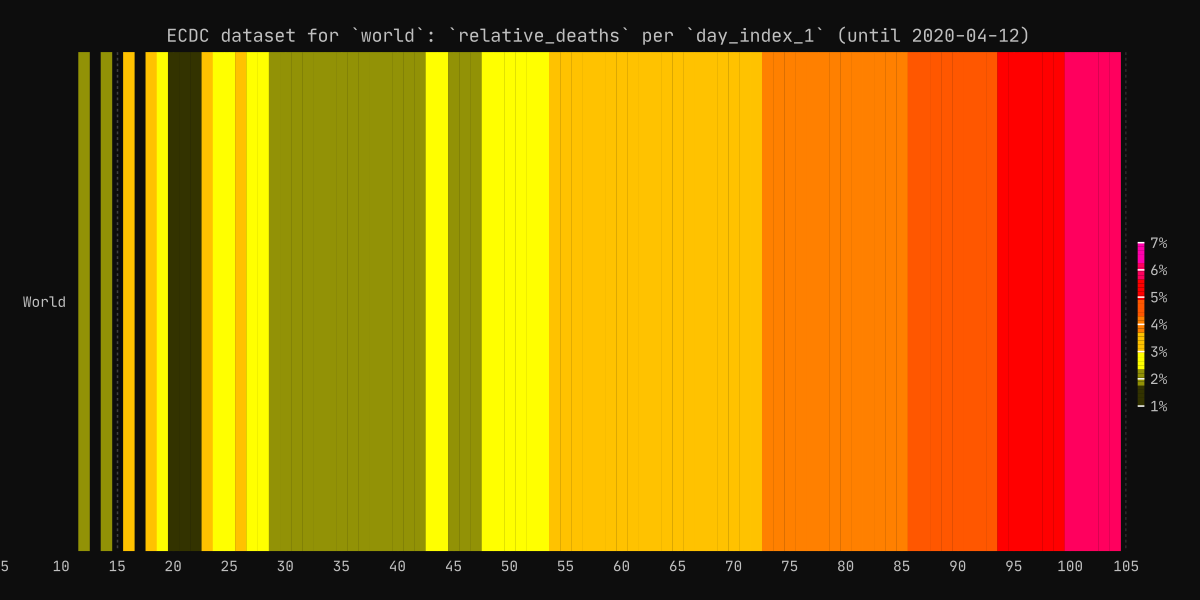 ECDC dataset for `world`: `relative_deaths` per `day_index_1` (until 2020-04-12)
7%
6%
World
5%
4%
3%
2%
1%
5 10 15 20 25 30 35 40 45 50 55 60 65 70 75 80 85 90 95 100 105